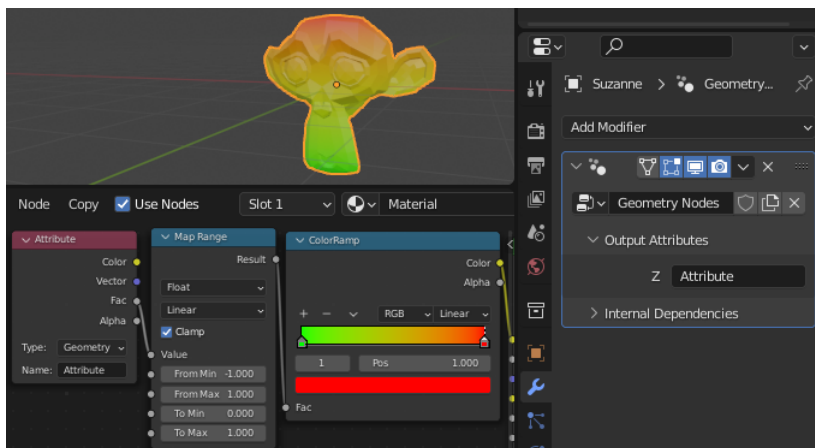 Suzanne > Geometry...
Add Modifier
Geometry Nodes
Output Attributes
Z Attribute
Internal Dependencies
Node Copy Use Nodes Slot 1 Material
Attribute
Color
Vector
Fac
Alpha
Type: Geometry
Name: Attribute
Map Range
Result
Float
Linear
Clamp
Value
From Min -1.000
From Max 1.000
To Min 0.000
To Max 1.000
ColorRamp
Color
Alpha
+ − RGB Linear
1 Pos 1.000
Fac